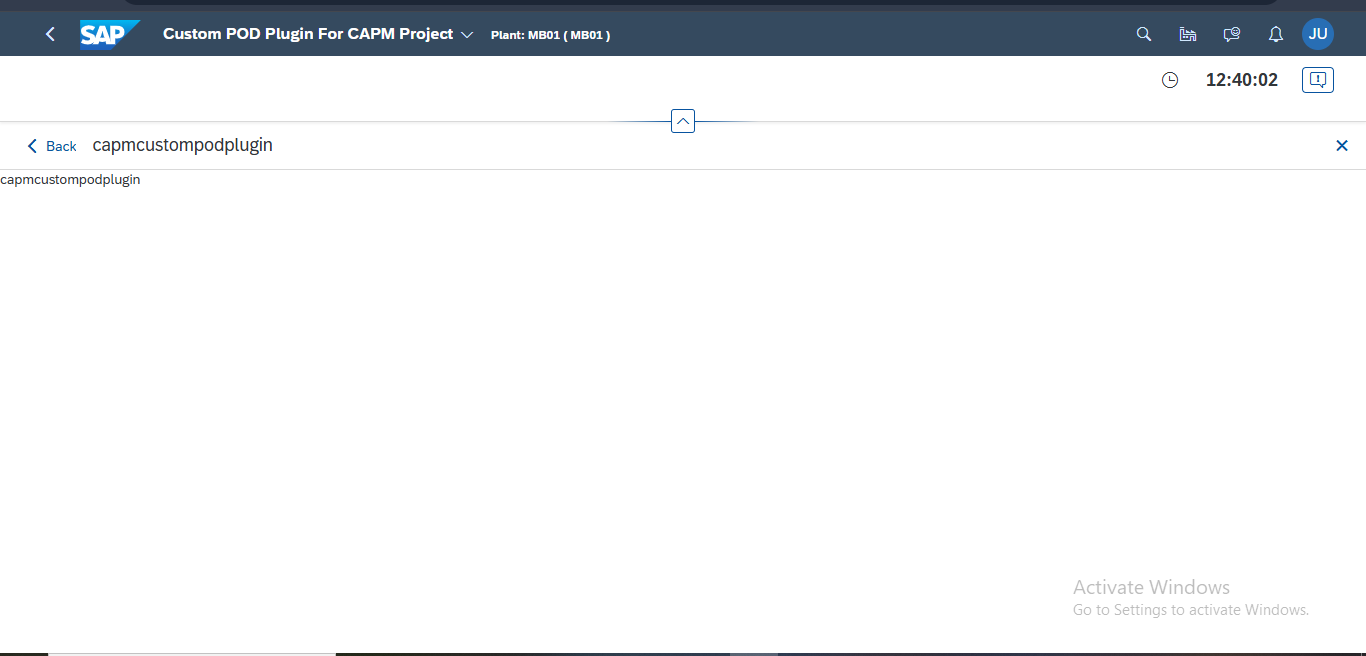 SAP Custom POD Plugin For CAPM Project Plant: MB01 ( MB01 ) JU
12:40:02
Back capmcustompodplugin
capmcustompodplugin
Activate Windows
Go to Settings to activate Windows.